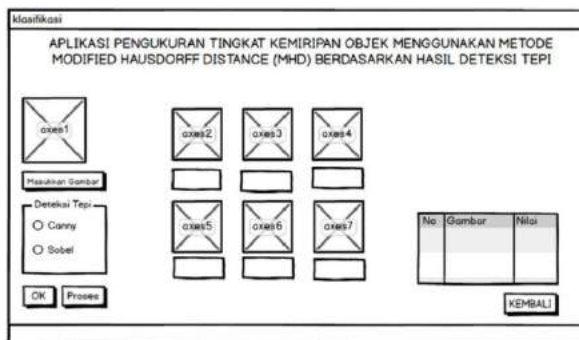 klasifikasi
APLIKASI PENGUKURAN TINGKAT KEMIRIPAN OBJEK MENGGUNAKAN METODE
MODIFIED HAUSDORFF DISTANCE (MHD) BERDASARKAN HASIL DETEKSI TEPI
axes1
axes2 axes3 axes4
Masukkan Gambar
Deteksi Tepi
Canny
Sobel
axes5 axes6 axes7
No Gambar Nilai
OK Proses
KEMBALI